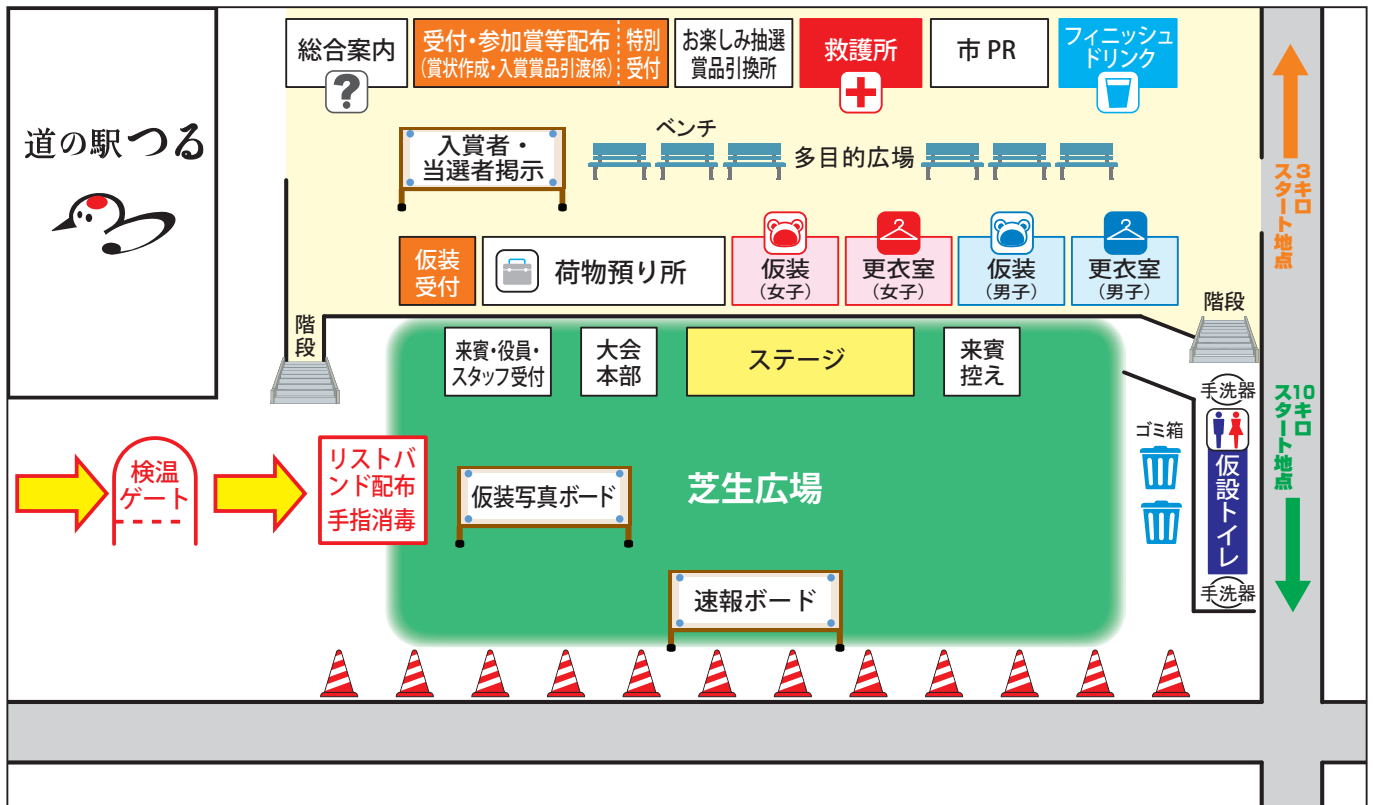 総合案内
?
受付・参加賞等配布
(賞状作成・入賞賞品引渡係)
特別
受付
お楽しみ抽選
賞品引換所
救護所
市 PR
フィニッシュ
ドリンク
道の駅つる
入賞者・
当選者掲示
ベンチ
多目的広場
3キロ
スタート地点
仮装
受付
荷物預り所
仮装
(女子)
更衣室
(女子)
仮装
(男子)
更衣室
(男子)
階段
階段
来賓・役員・
スタッフ受付
大会
本部
ステージ
来賓
控え
手洗器
10キロ
スタート地点
検温
ゲート
リストバ
ンド配布
手指消毒
仮装写真ボード
芝生広場
ゴミ箱
仮設トイレ
手洗器
速報ボード